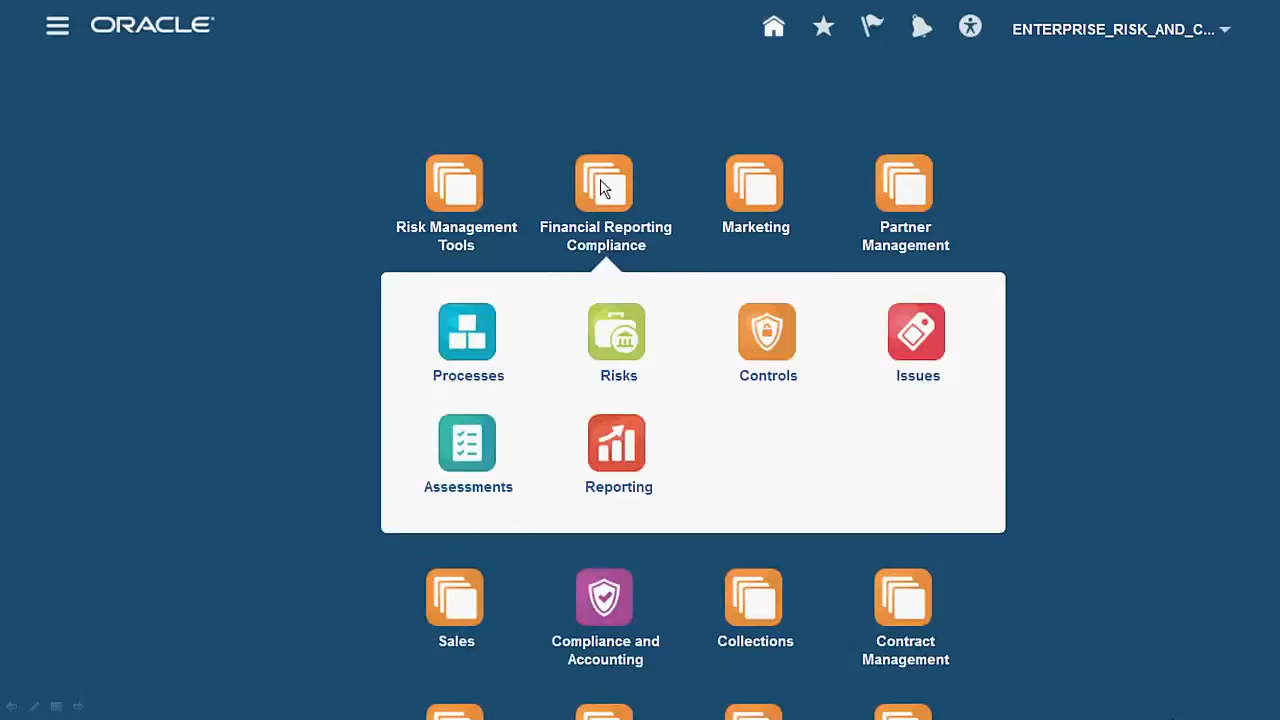 ORACLE
ENTERPRISE_RISK_AND_C...
Risk Management
Tools
Financial Reporting
Compliance
Marketing
Partner
Management
Processes
Risks
Controls
Issues
Assessments
Reporting
Sales
Compliance and
Accounting
Collections
Contract
Management